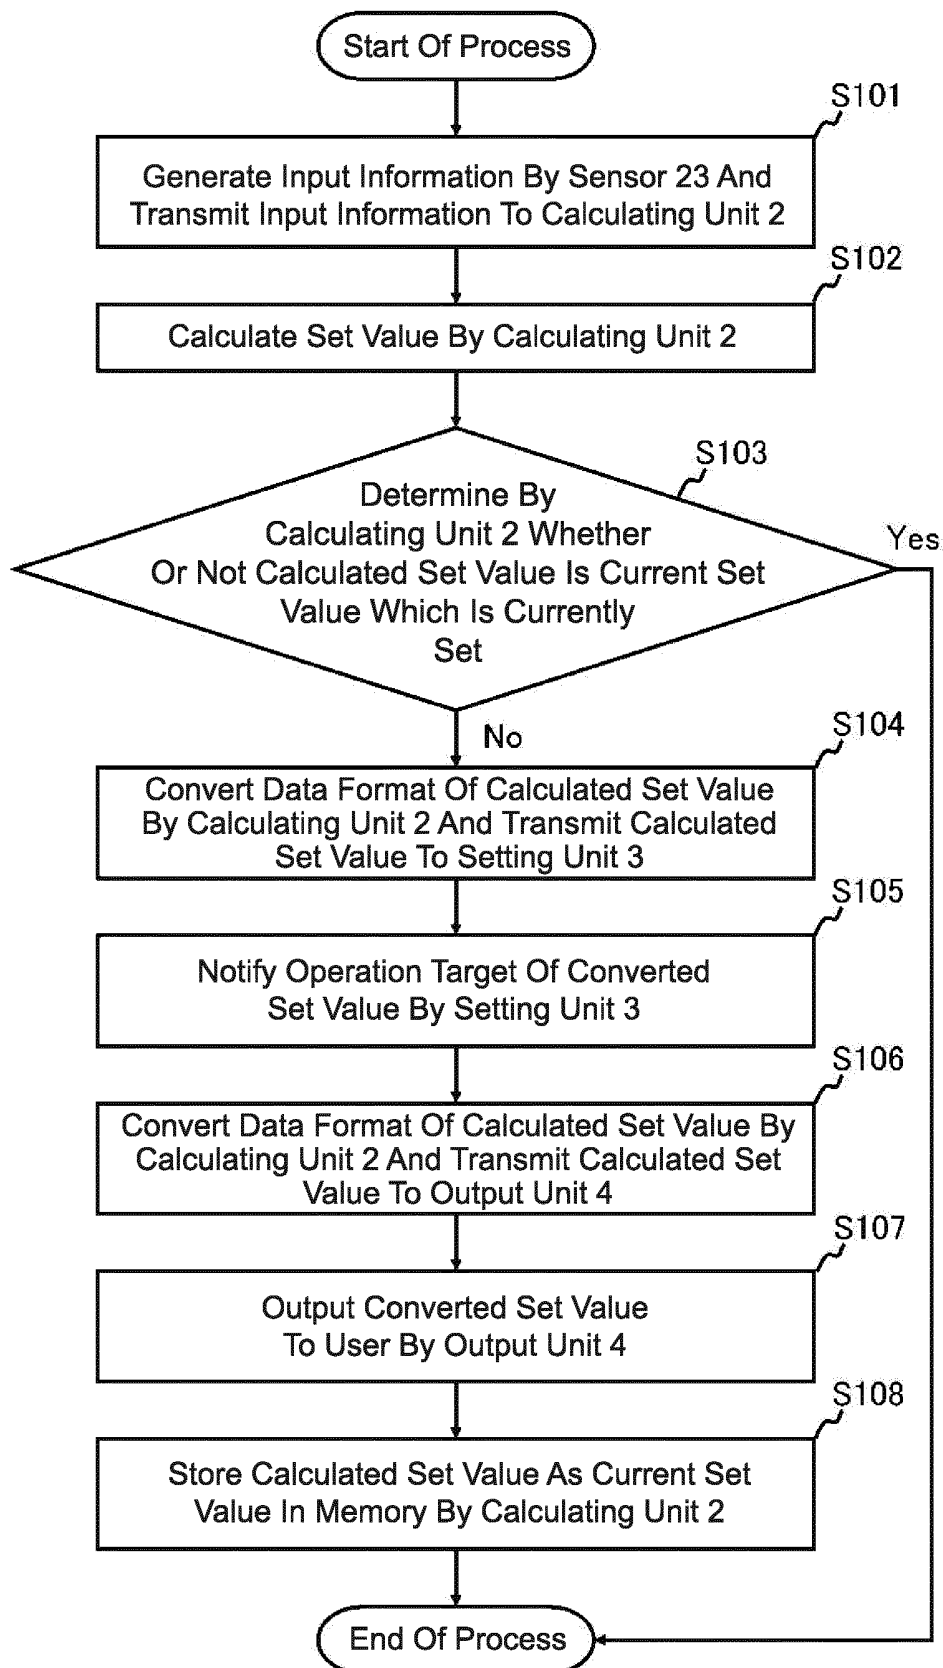 Start Of Process
S101
Generate Input Information By Sensor 23 And
Transmit Input Information To Calculating Unit 2
S102
Calculate Set Value By Calculating Unit 2
S103
Determine By
Calculating Unit 2 Whether
Or Not Calculated Set Value Is Current Set
Value Which Is Currently
Set
Yes
No
S104
Convert Data Format Of Calculated Set Value
By Calculating Unit 2 And Transmit Calculated
Set Value To Setting Unit 3
S105
Notify Operation Target Of Converted
Set Value By Setting Unit 3
S106
Convert Data Format Of Calculated Set Value By
Calculating Unit 2 And Transmit Calculated Set
Value To Output Unit 4
S107
Output Converted Set Value
To User By Output Unit 4
S108
Store Calculated Set Value As Current Set
Value In Memory By Calculating Unit 2
End Of Process